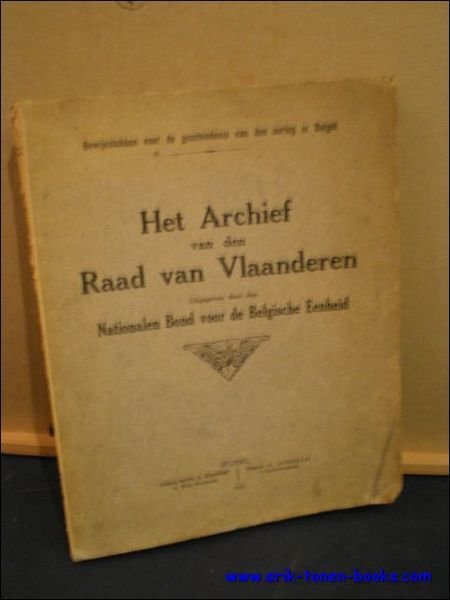 Bewijsstukken voor de geschiedenis van den oorlog in België
Het Archief
van den
Raad van Vlaanderen
Uitgegeven door den
Nationalen Bond voor de Belgische Eenheid
BRUSSEL
www.erik-tonen-books.com